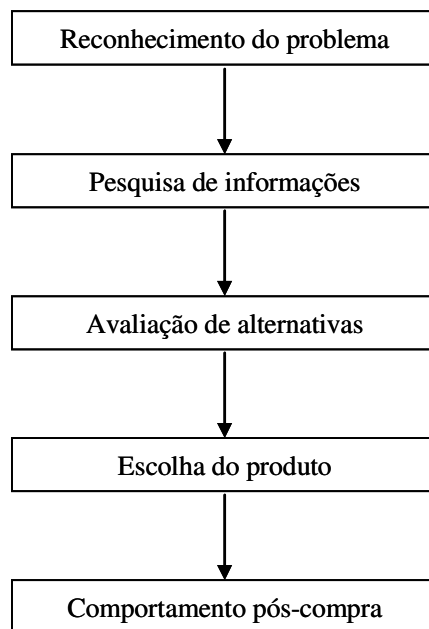 Reconhecimento do problema
Pesquisa de informações
Avaliação de alternativas
Escolha do produto
Comportamento pós-compra